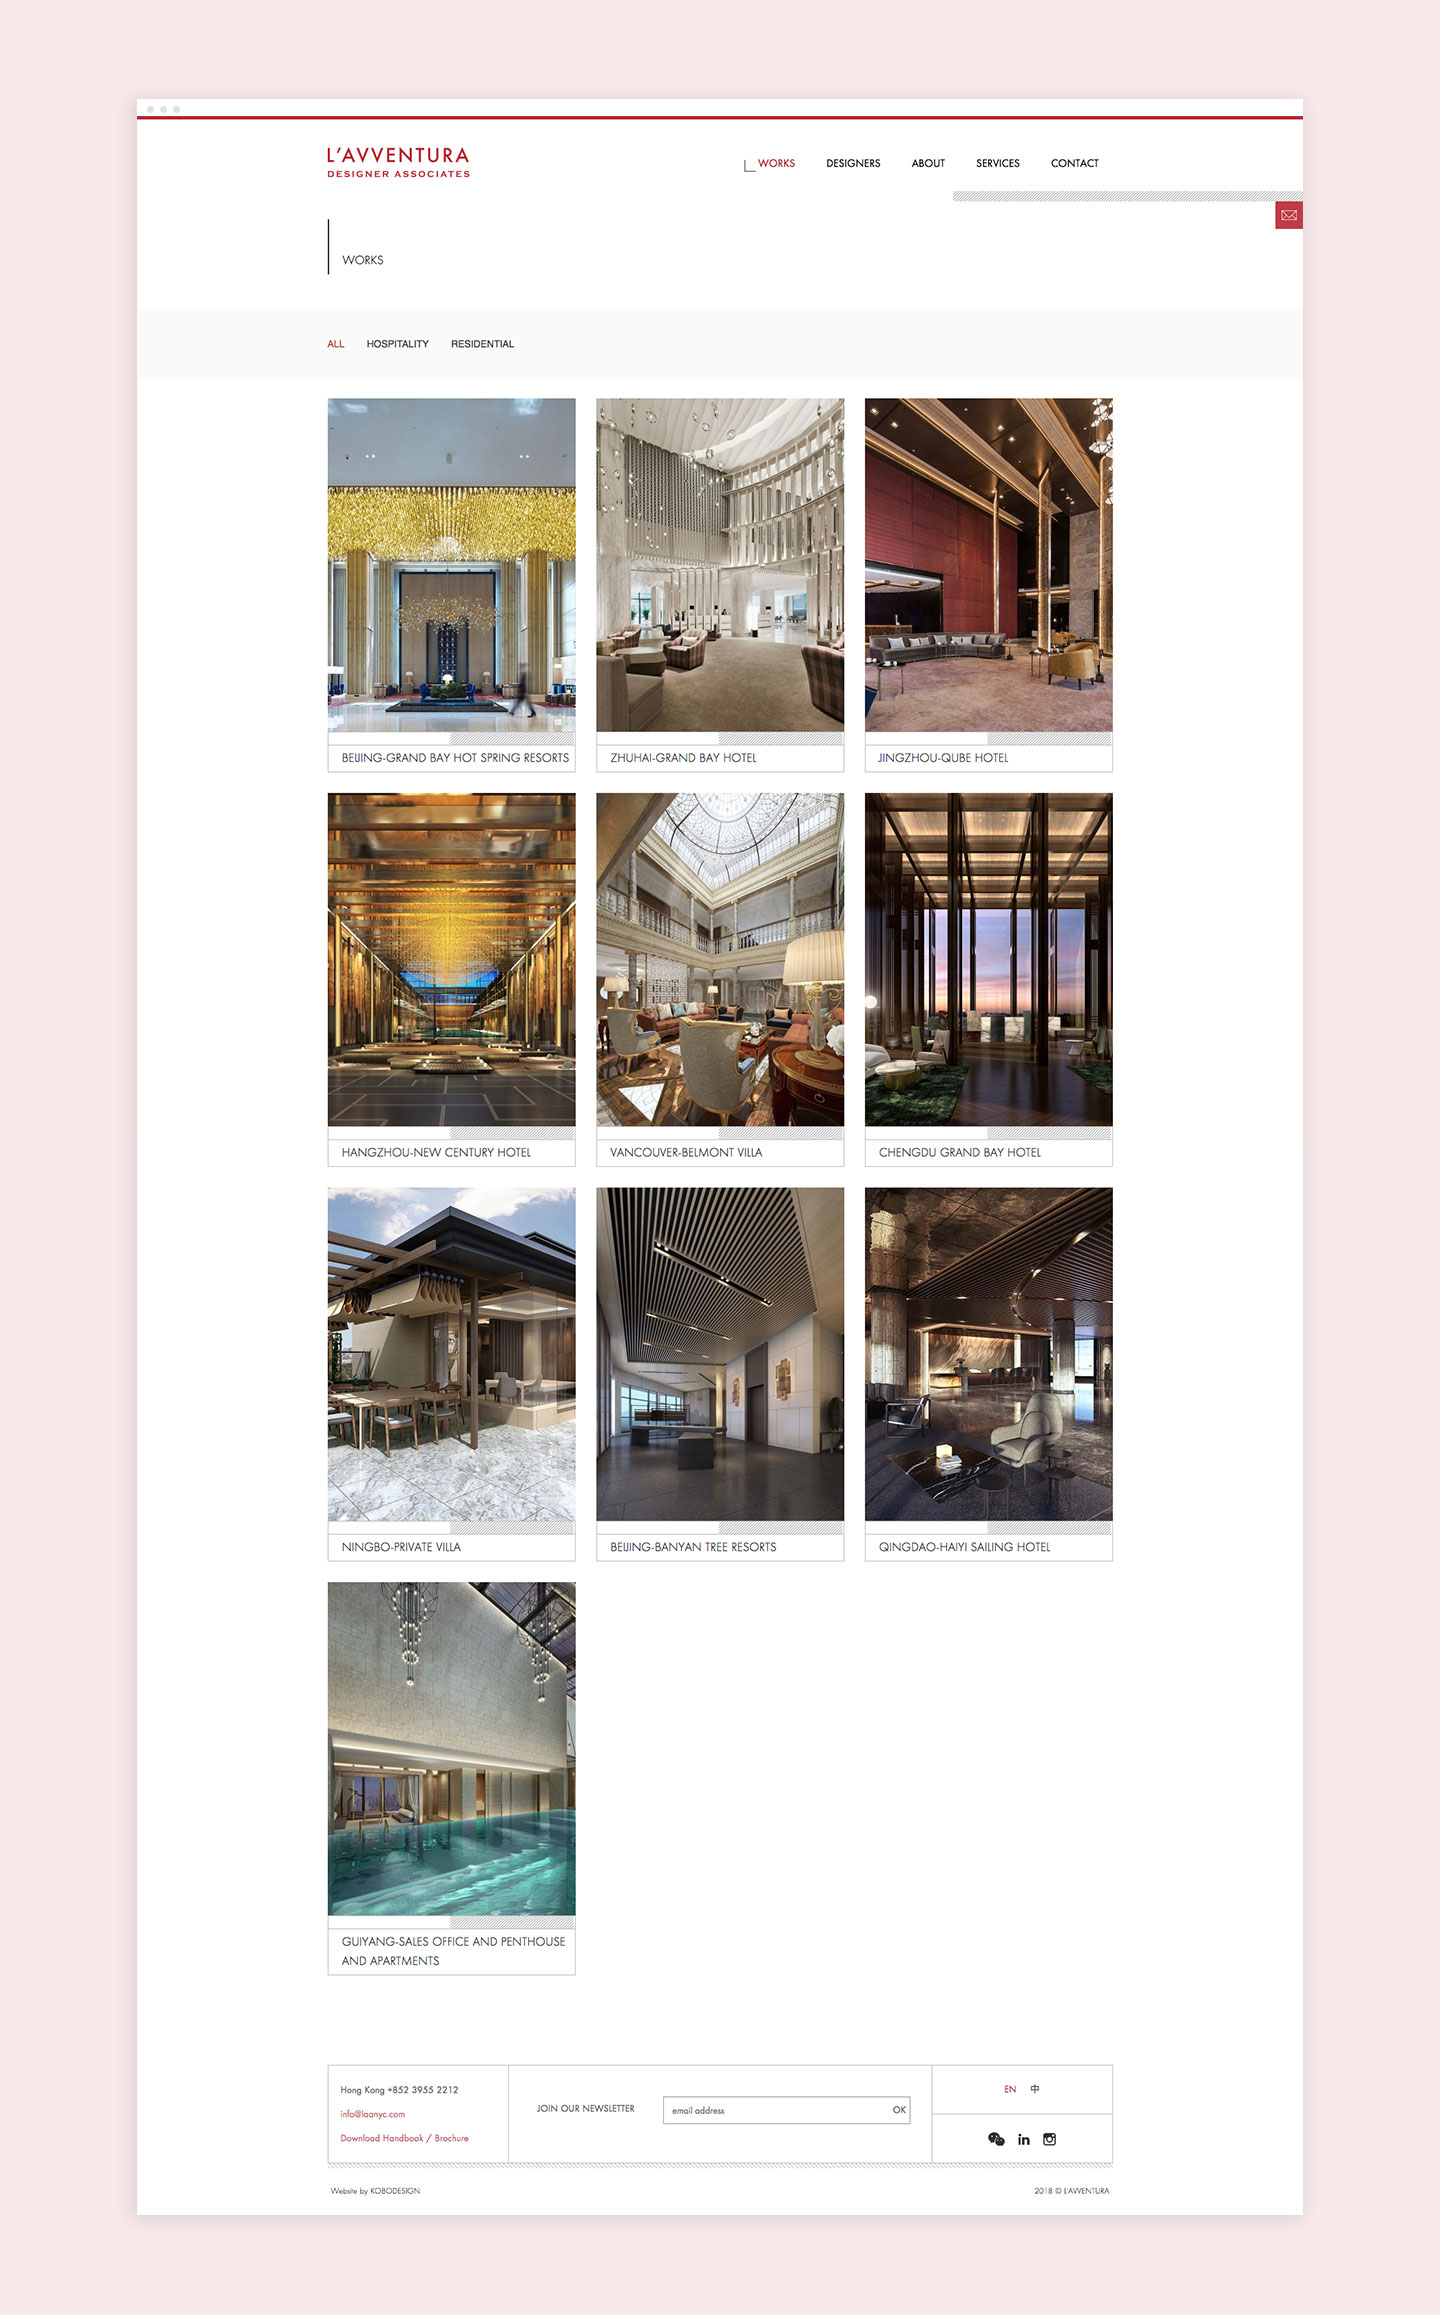 L'AVVENTURA
DESIGNER ASSOCIATES
WORKS DESIGNERS ABOUT SERVICES CONTACT
WORKS
ALL HOSPITALITY RESIDENTIAL
BEIJING-GRAND BAY HOT SPRING RESORTS
ZHUHAI-GRAND BAY HOTEL
JINGZHOU-QUBE HOTEL
HANGZHOU-NEW CENTURY HOTEL
VANCOUVER-BELMONT VILLA
CHENGDU GRAND BAY HOTEL
NINGBO-PRIVATE VILLA
BEIJING-BANYAN TREE RESORTS
QINGDAO-HAIYI SAILING HOTEL
GUIYANG-SALES OFFICE AND PENTHOUSE
AND APARTMENTS
Hong Kong +852 3955 2212
info@laanyc.com
Download Handbook / Brochure
JOIN OUR NEWSLETTER
email address OK
EN 中
Website by KOBODESIGN
2018 © L'AVVENTURA